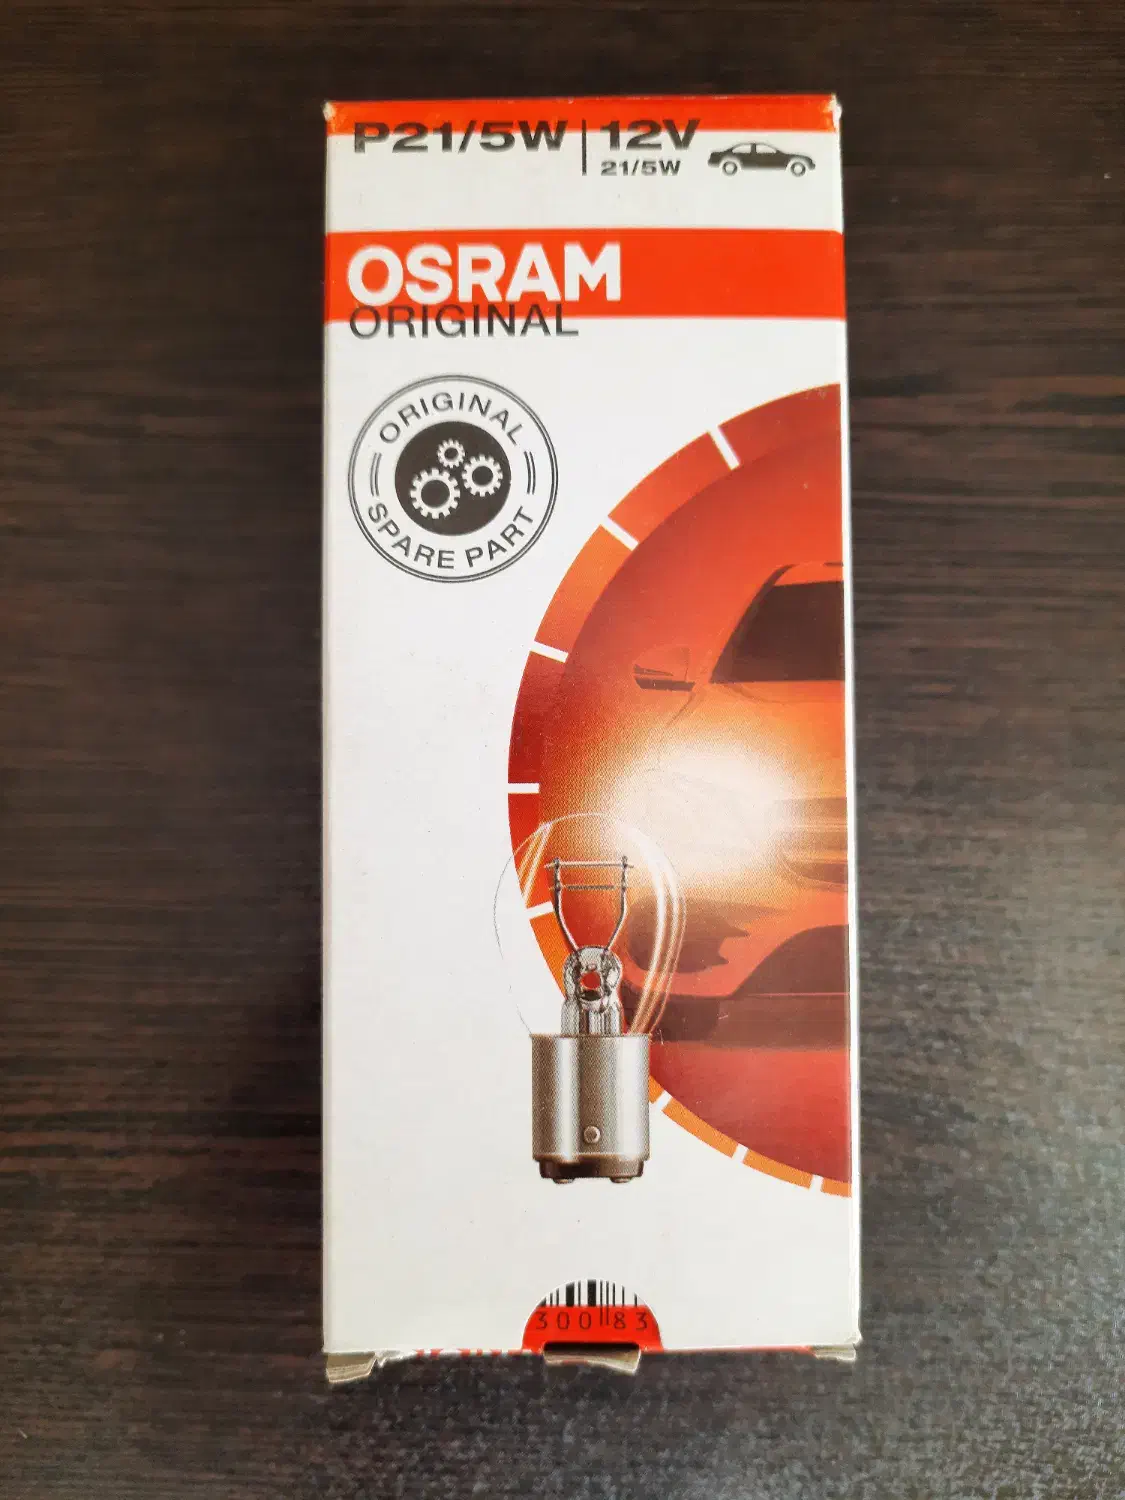 P21/5W | 12V
21/5W
OSRAM
ORIGINAL
ORIGINAL
SPARE PART
300 83